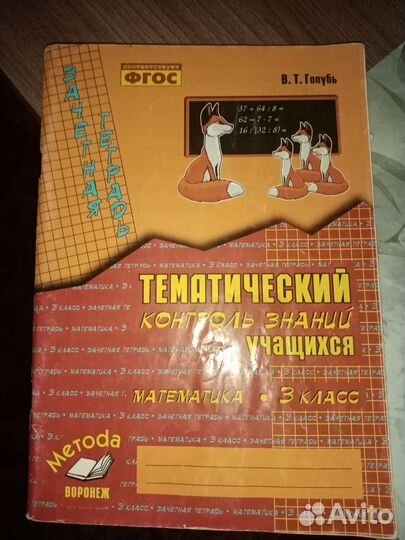 соответствует
ФГОС
В. Т. Голубь
ЗАЧЕТНАЯ
ТЕТРАДЬ
37 + 64 : 8 =
62 – 7 · 7 =
16 : (32 : 8) =
ТЕМАТИЧЕСКИЙ
КОНТРОЛЬ ЗНАНИЙ
УЧАЩИХСЯ
МАТЕМАТИКА • 3 КЛАСС
Метода
ВОРОНЕЖ
Avito